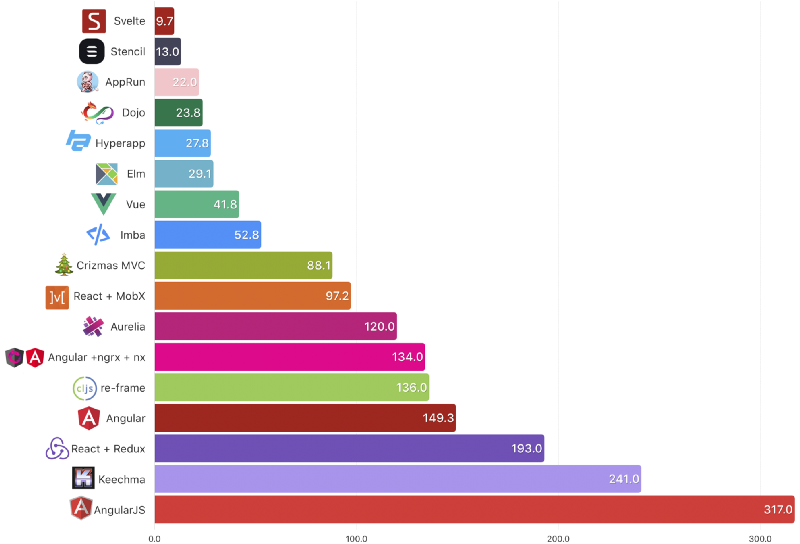 Svelte 9.7
Stencil 13.0
AppRun 22.0
Dojo 23.8
Hyperapp 27.8
Elm 29.1
Vue 41.8
Imba 52.8
Crizmas MVC 88.1
]v[ React + MobX 97.2
Aurelia 120.0
Angular +ngrx + nx 134.0
cljs re-frame 136.0
Angular 149.3
React + Redux 193.0
Keechma 241.0
AngularJS 317.0
0.0 100.0 200.0 300.0